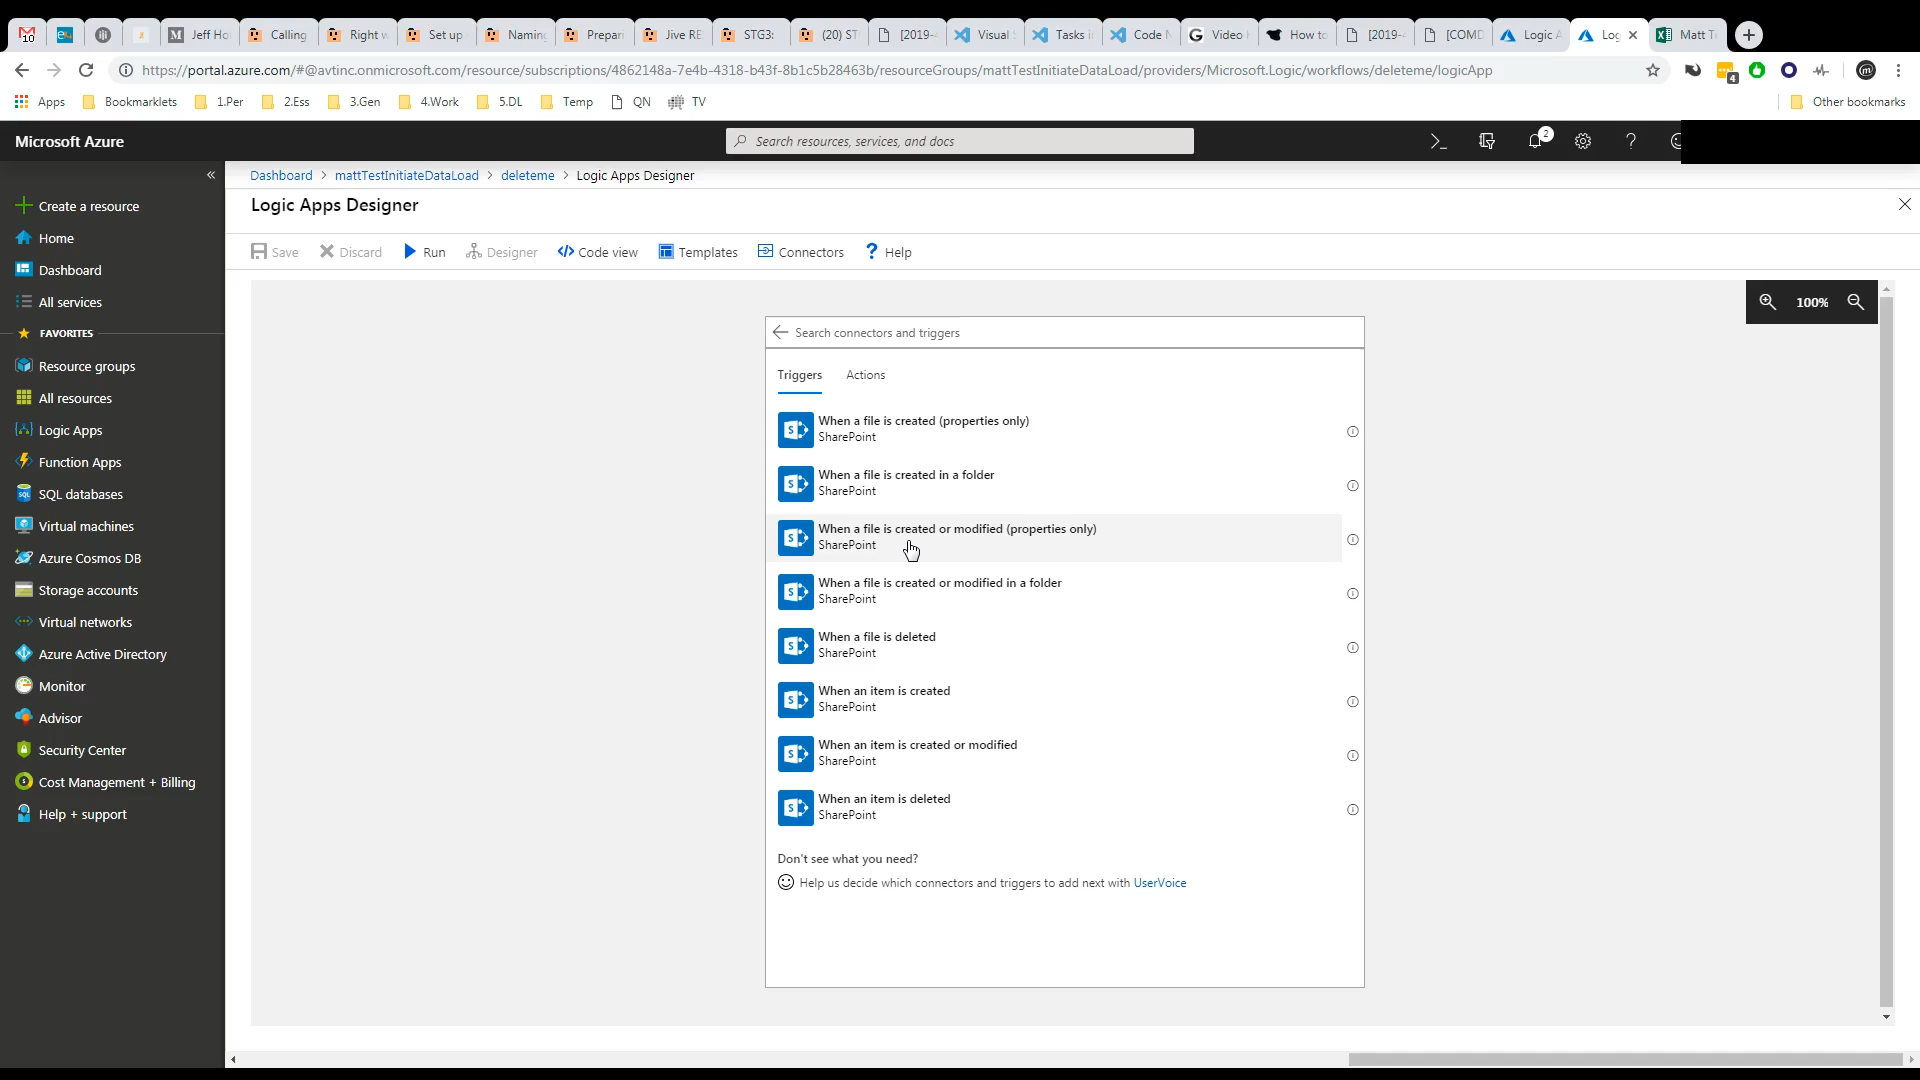 10
Jeff Ho
Calling
Right w
Set up
Naming
Prepar
Jive RE
STG3:
(20) ST
[2019-
Visual
Tasks i
Code N
Video
How to
[2019-
[COMD
Logic A
Log
Matt T
https://portal.azure.com/#@avtinc.onmicrosoft.com/resource/subscriptions/4862148a-7e4b-4318-b43f-8b1c5b28463b/resourceGroups/mattTestInitiateDataLoad/providers/Microsoft.Logic/workflows/deleteme/logicApp
4
Apps
Bookmarklets
1.Per
2.Ess
3.Gen
4.Work
5.DL
Temp
QN
TV
Other bookmarks
Microsoft Azure
Search resources, services, and docs
2
Dashboard > mattTestInitiateDataLoad > deleteme > Logic Apps Designer
Logic Apps Designer
Save
Discard
Run
Designer
Code view
Templates
Connectors
Help
Create a resource
Home
Dashboard
All services
FAVORITES
Resource groups
All resources
Logic Apps
Function Apps
SQL databases
Virtual machines
Azure Cosmos DB
Storage accounts
Virtual networks
Azure Active Directory
Monitor
Advisor
Security Center
Cost Management + Billing
Help + support
100%
Search connectors and triggers
Triggers
Actions
When a file is created (properties only)
SharePoint
When a file is created in a folder
SharePoint
When a file is created or modified (properties only)
SharePoint
When a file is created or modified in a folder
SharePoint
When a file is deleted
SharePoint
When an item is created
SharePoint
When an item is created or modified
SharePoint
When an item is deleted
SharePoint
Don't see what you need?
Help us decide which connectors and triggers to add next with UserVoice